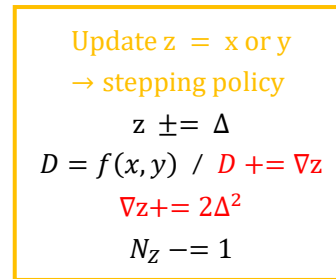 Update z = x or y
→ stepping policy
z ±= Δ
D = f(x, y) / D += ∇z
∇z+= 2Δ²
N_Z −= 1